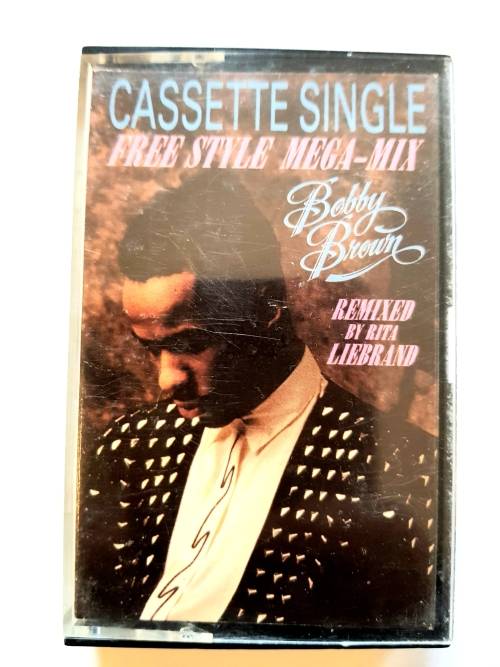 CASSETTE SINGLE
FREE STYLE MEGA-MIX
Bobby
Brown
REMIXED
BY RITA
LIEBRAND